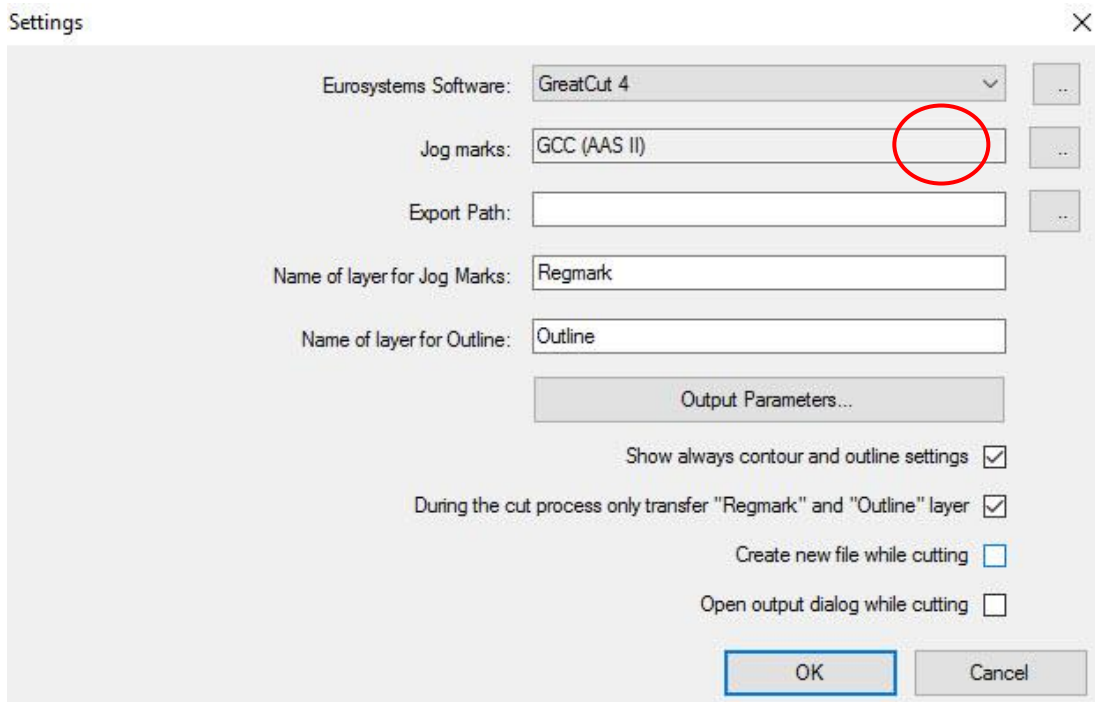 Settings
Eurosystems Software: GreatCut 4 ..
Jog marks: GCC (AAS II) ..
Export Path: ..
Name of layer for Jog Marks: Regmark
Name of layer for Outline: Outline
Output Parameters...
Show always contour and outline settings
During the cut process only transfer "Regmark" and "Outline" layer
Create new file while cutting
Open output dialog while cutting
OK Cancel